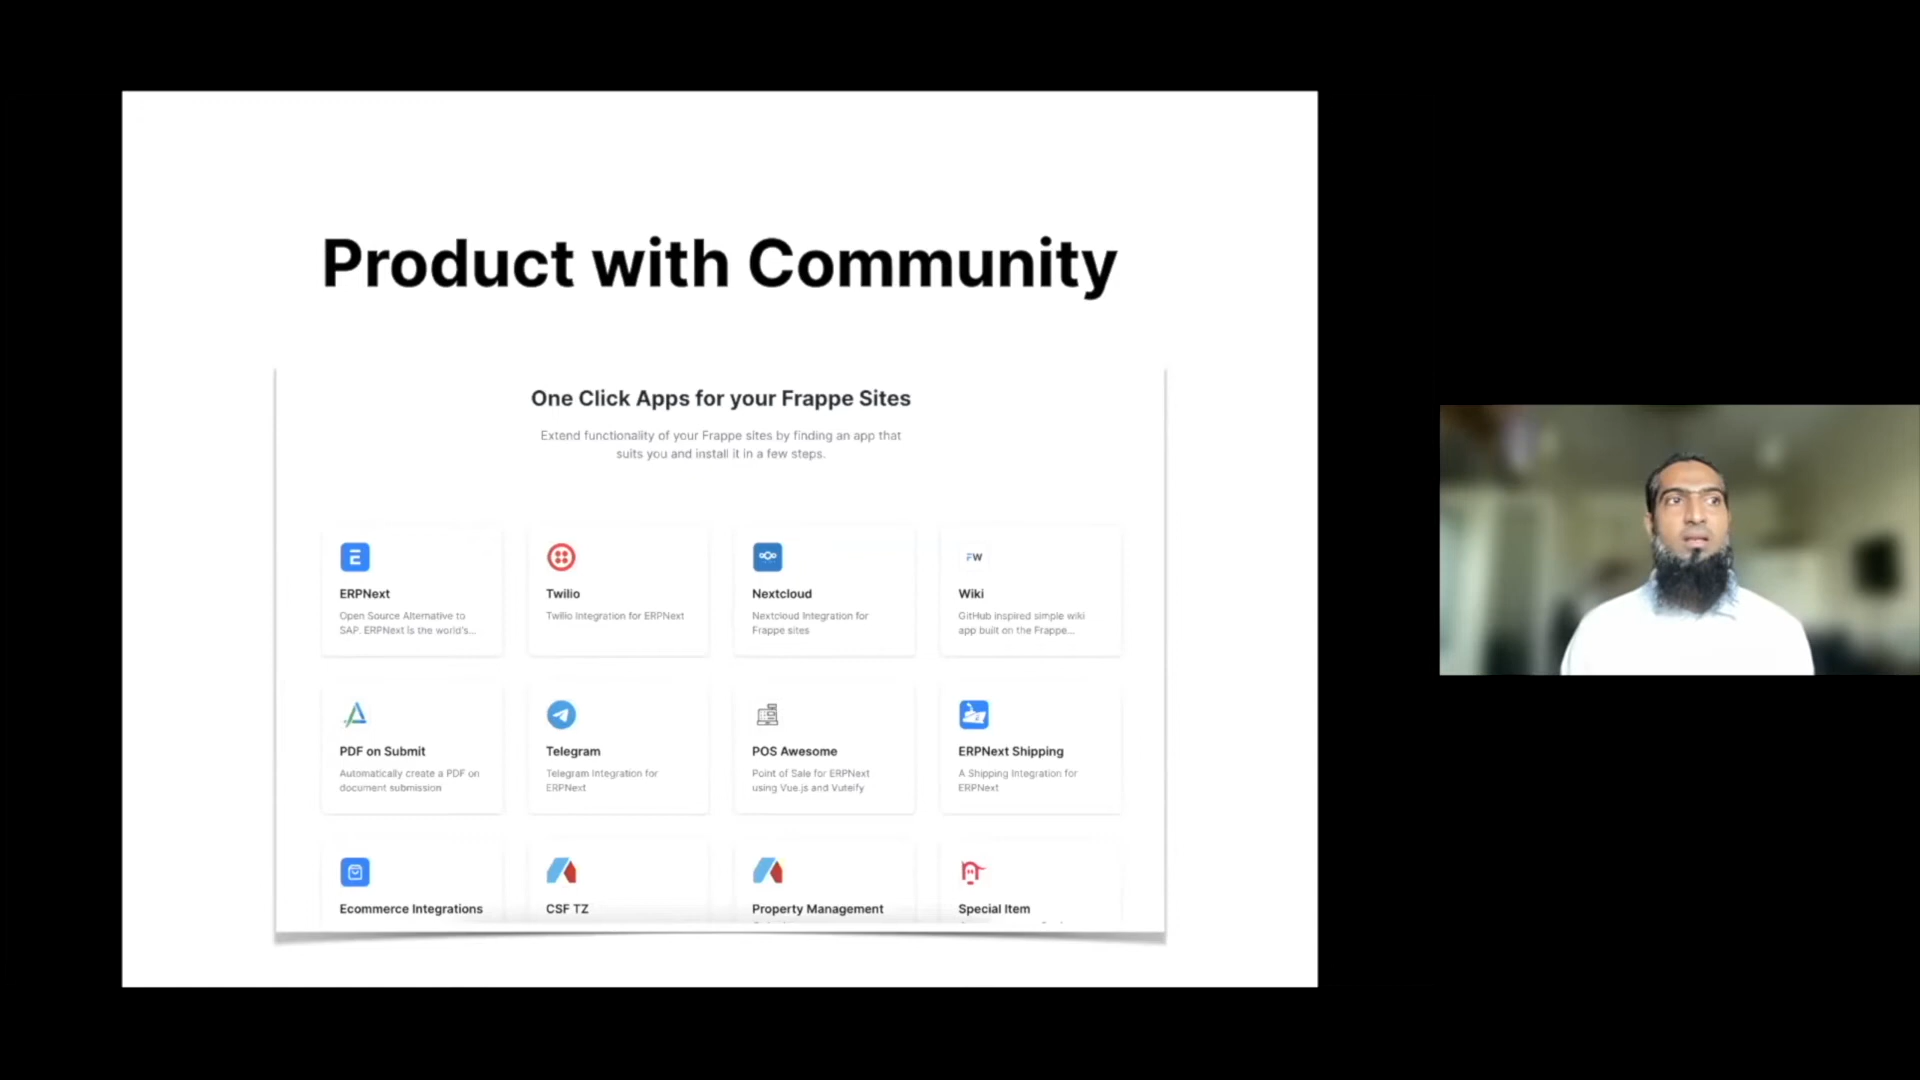 Product with Community
One Click Apps for your Frappe Sites
Extend functionality of your Frappe sites by finding an app that
suits you and install it in a few steps.
ERPNext
Open Source Alternative to
SAP. ERPNext is the world's...
Twilio
Twilio Integration for ERPNext
Nextcloud
Nextcloud Integration for
Frappe sites
FW
Wiki
GitHub inspired simple wiki
app built on the Frappe...
PDF on Submit
Automatically create a PDF on
document submission
Telegram
Telegram Integration for
ERPNext
POS Awesome
Point of Sale for ERPNext
using Vue.js and Vuteify
ERPNext Shipping
A Shipping Integration for
ERPNext
Ecommerce Integrations
CSF TZ
Property Management
Special Item